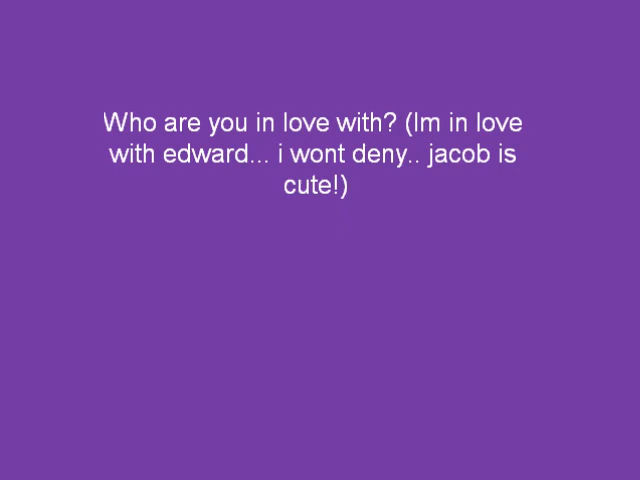 Who are you in love with? (Im in love
with edward... i wont deny.. jacob is
cute!)